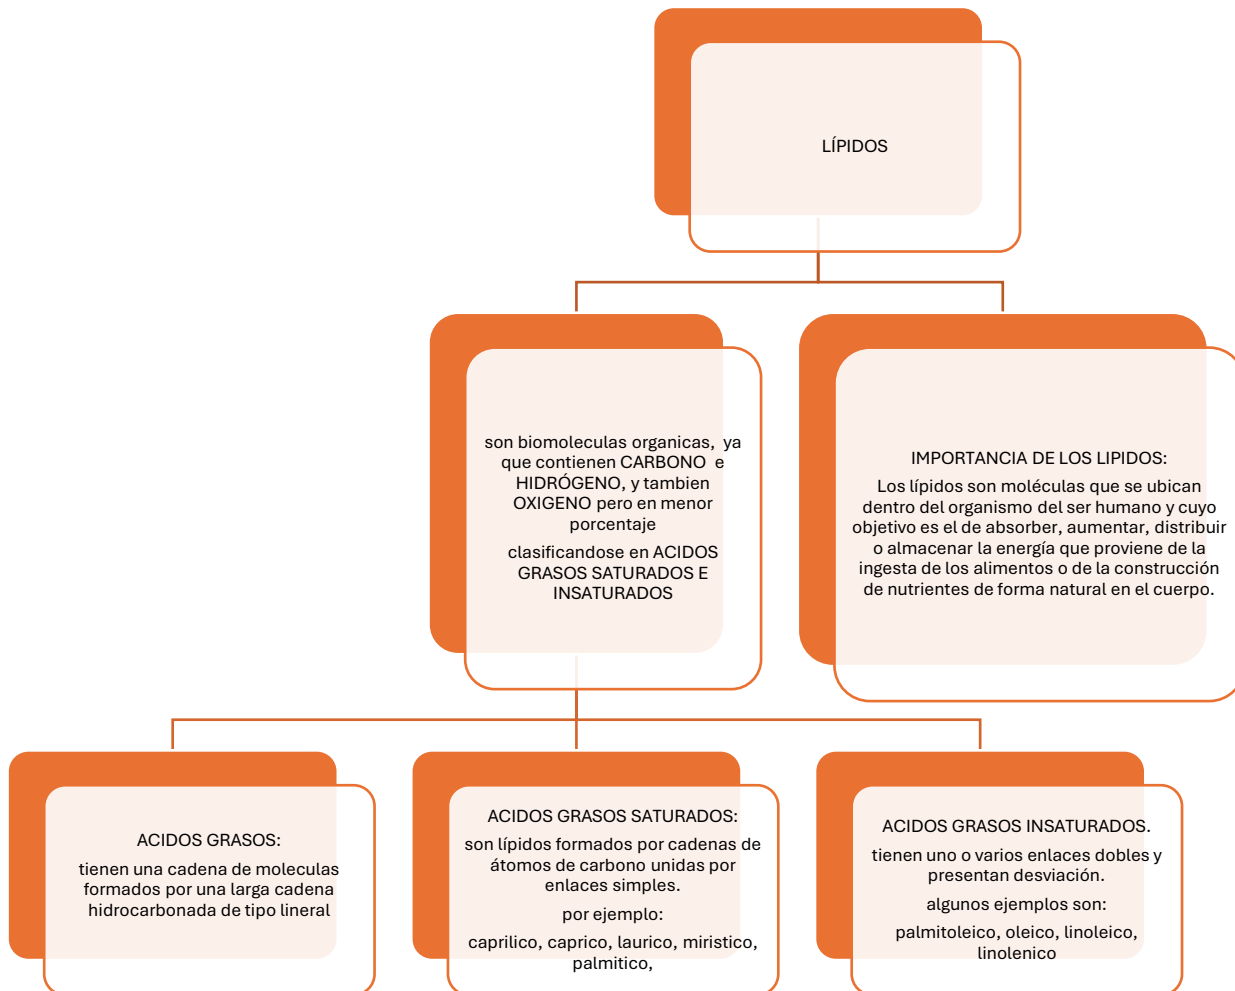 LÍPIDOS
son biomoleculas organicas, ya
que contienen CARBONO e
HIDRÓGENO, y tambien
OXIGENO pero en menor
porcentaje
clasificandose en ACIDOS
GRASOS SATURADOS E
INSATURADOS
IMPORTANCIA DE LOS LIPIDOS:
Los lípidos son moléculas que se ubican
dentro del organismo del ser humano y cuyo
objetivo es el de absorber, aumentar, distribuir
o almacenar la energía que proviene de la
ingesta de los alimentos o de la construcción
de nutrientes de forma natural en el cuerpo.
ACIDOS GRASOS:
tienen una cadena de moleculas
formados por una larga cadena
hidrocarbonada de tipo lineral
ACIDOS GRASOS SATURADOS:
son lípidos formados por cadenas de
átomos de carbono unidas por
enlaces simples.
por ejemplo:
caprilico, caprico, laurico, miristico,
palmitico,
ACIDOS GRASOS INSATURADOS.
tienen uno o varios enlaces dobles y
presentan desviación.
algunos ejemplos son:
palmitoleico, oleico, linoleico,
linolenico